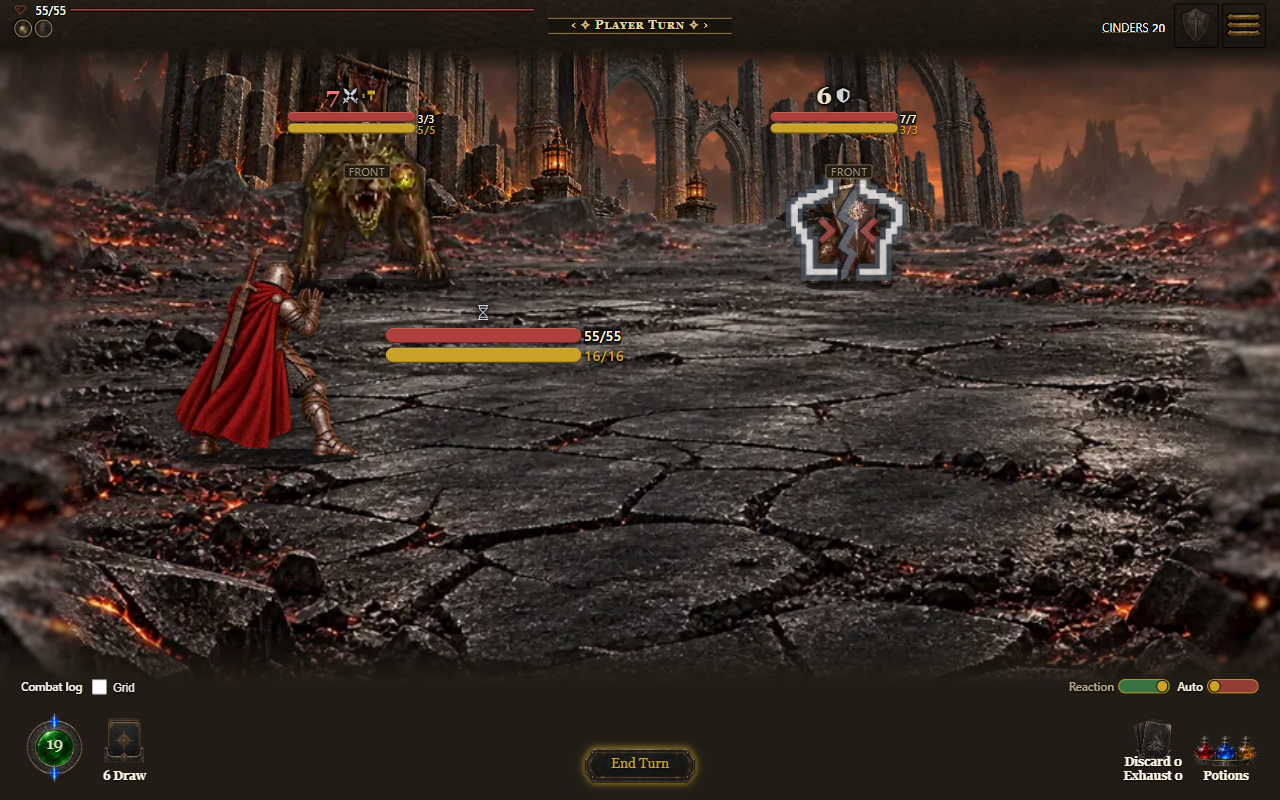 55/55
‹ ✧ PLAYER TURN ✧ ›
CINDERS 20
7
3/3
5/5
FRONT
6
7/7
3/3
FRONT
55/55
16/16
Combat log
Grid
Reaction
Auto
19
6 Draw
End Turn
Discard 0
Exhaust 0
Potions